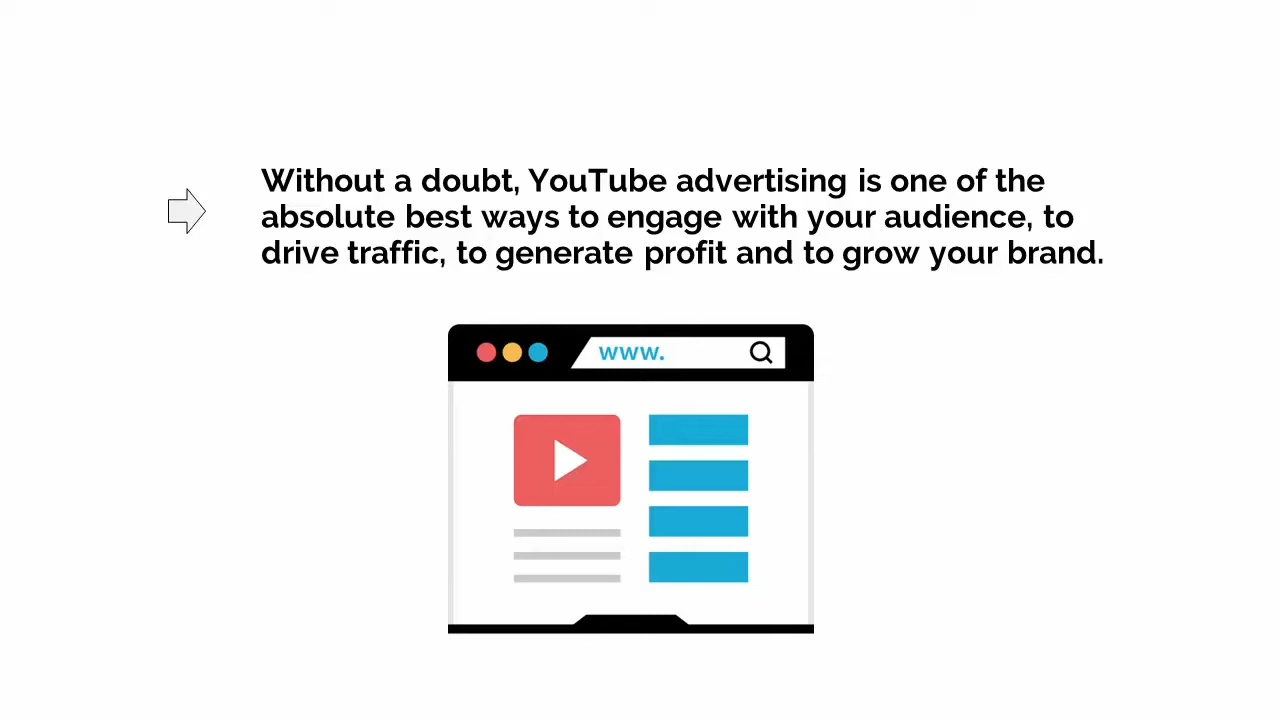 Without a doubt, YouTube advertising is one of the
absolute best ways to engage with your audience, to
drive traffic, to generate profit and to grow your brand.
www.